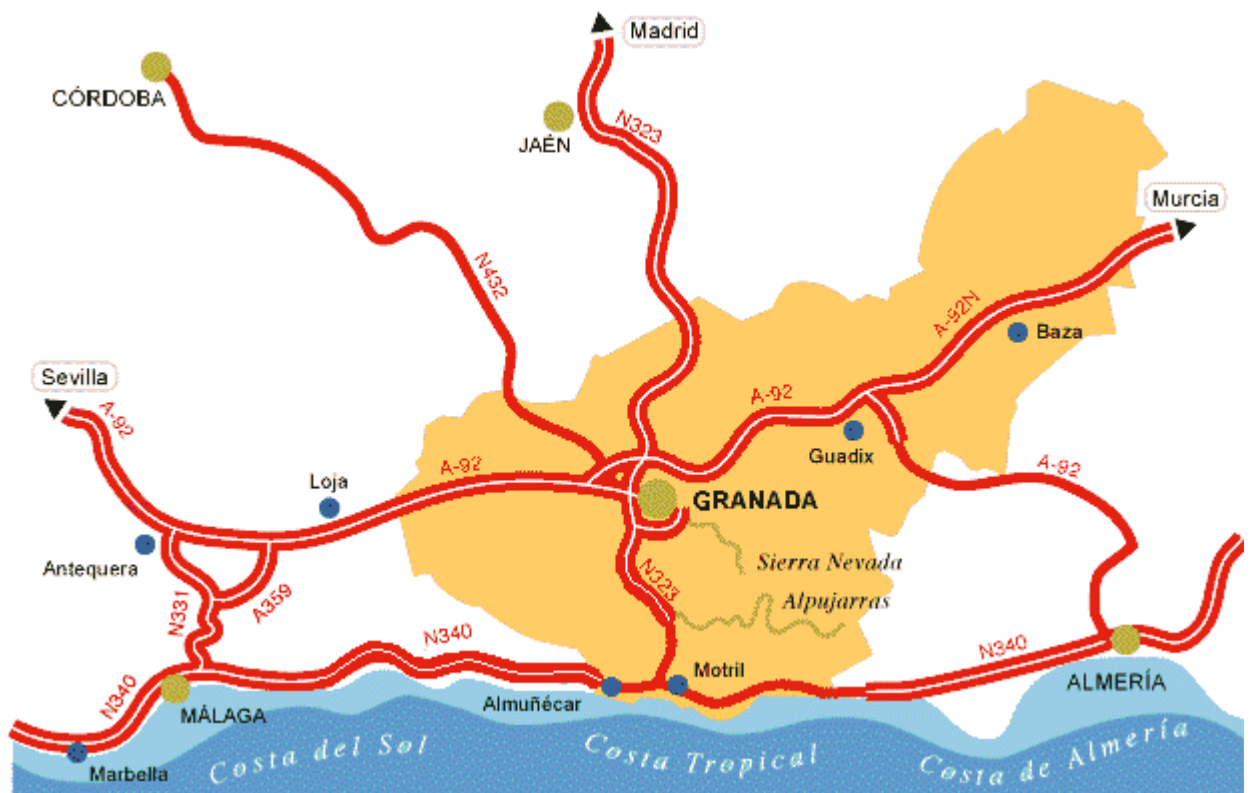 Madrid
CÓRDOBA
JAÉN
N323
Murcia
N432
A-92N
Baza
Sevilla
A-92
A-92
Guadix
Loja
A-92
A-92
GRANADA
Antequera
Sierra Nevada
N331
A359
N323
Alpujarras
N340
N340
Motril
N340
Almuñécar
ALMERÍA
MÁLAGA
Marbella
Costa del Sol
Costa Tropical
Costa de Almería